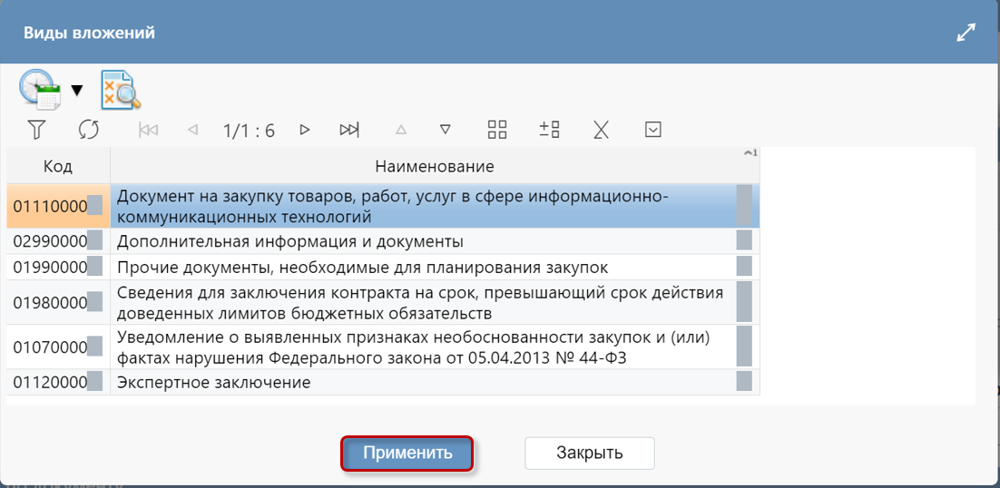 Виды вложений
1/1 : 6
Код Наименование 1
01110000 Документ на закупку товаров, работ, услуг в сфере информационно-
коммуникационных технологий
02990000 Дополнительная информация и документы
01990000 Прочие документы, необходимые для планирования закупок
01980000 Сведения для заключения контракта на срок, превышающий срок действия
доведенных лимитов бюджетных обязательств
01070000 Уведомление о выявленных признаках необоснованности закупок и (или)
фактах нарушения Федерального закона от 05.04.2013 № 44-ФЗ
01120000 Экспертное заключение
Применить Закрыть